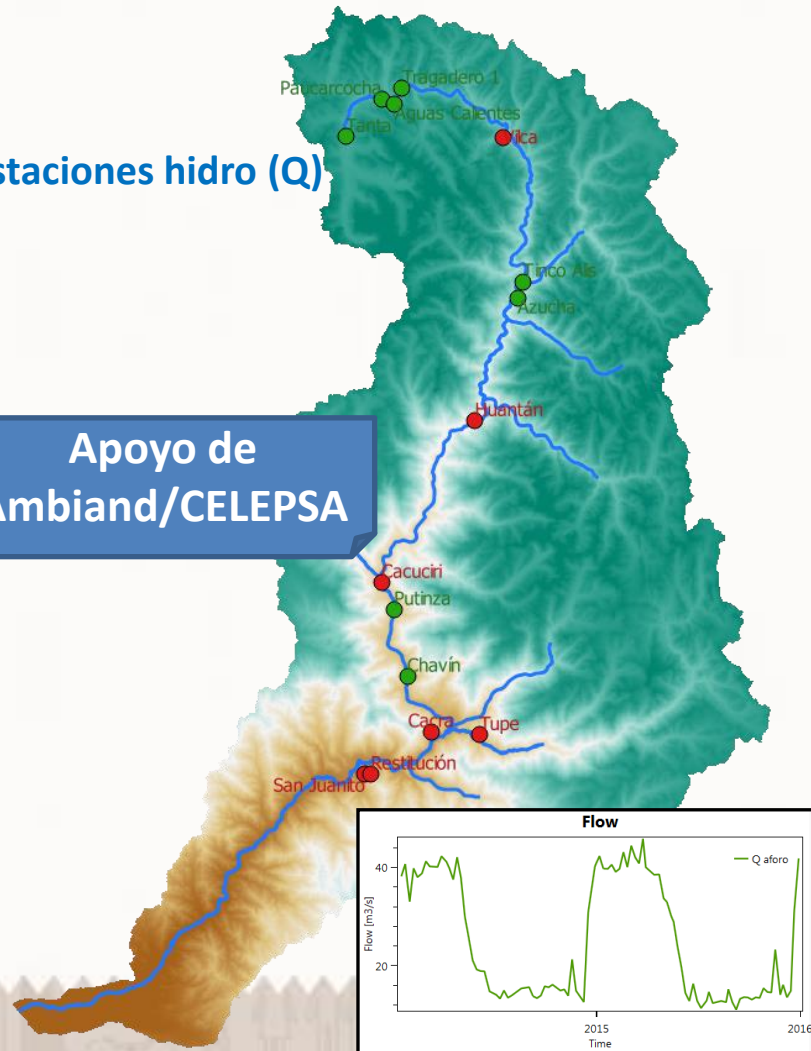 Tragadero 1
Paucarcocha
Aguas Calientes
Tanta
Vilca
staciones hidro (Q)
Tinco Alis
Azucha
Huantán
Apoyo de
Ambiand/CELEPSA
Cacuciri
Putinza
Chavín
Cacra
Tupe
Restitución
San Juanito
Flow
Q aforo
40
20
Flow [m3/s]
2015
2016
Time